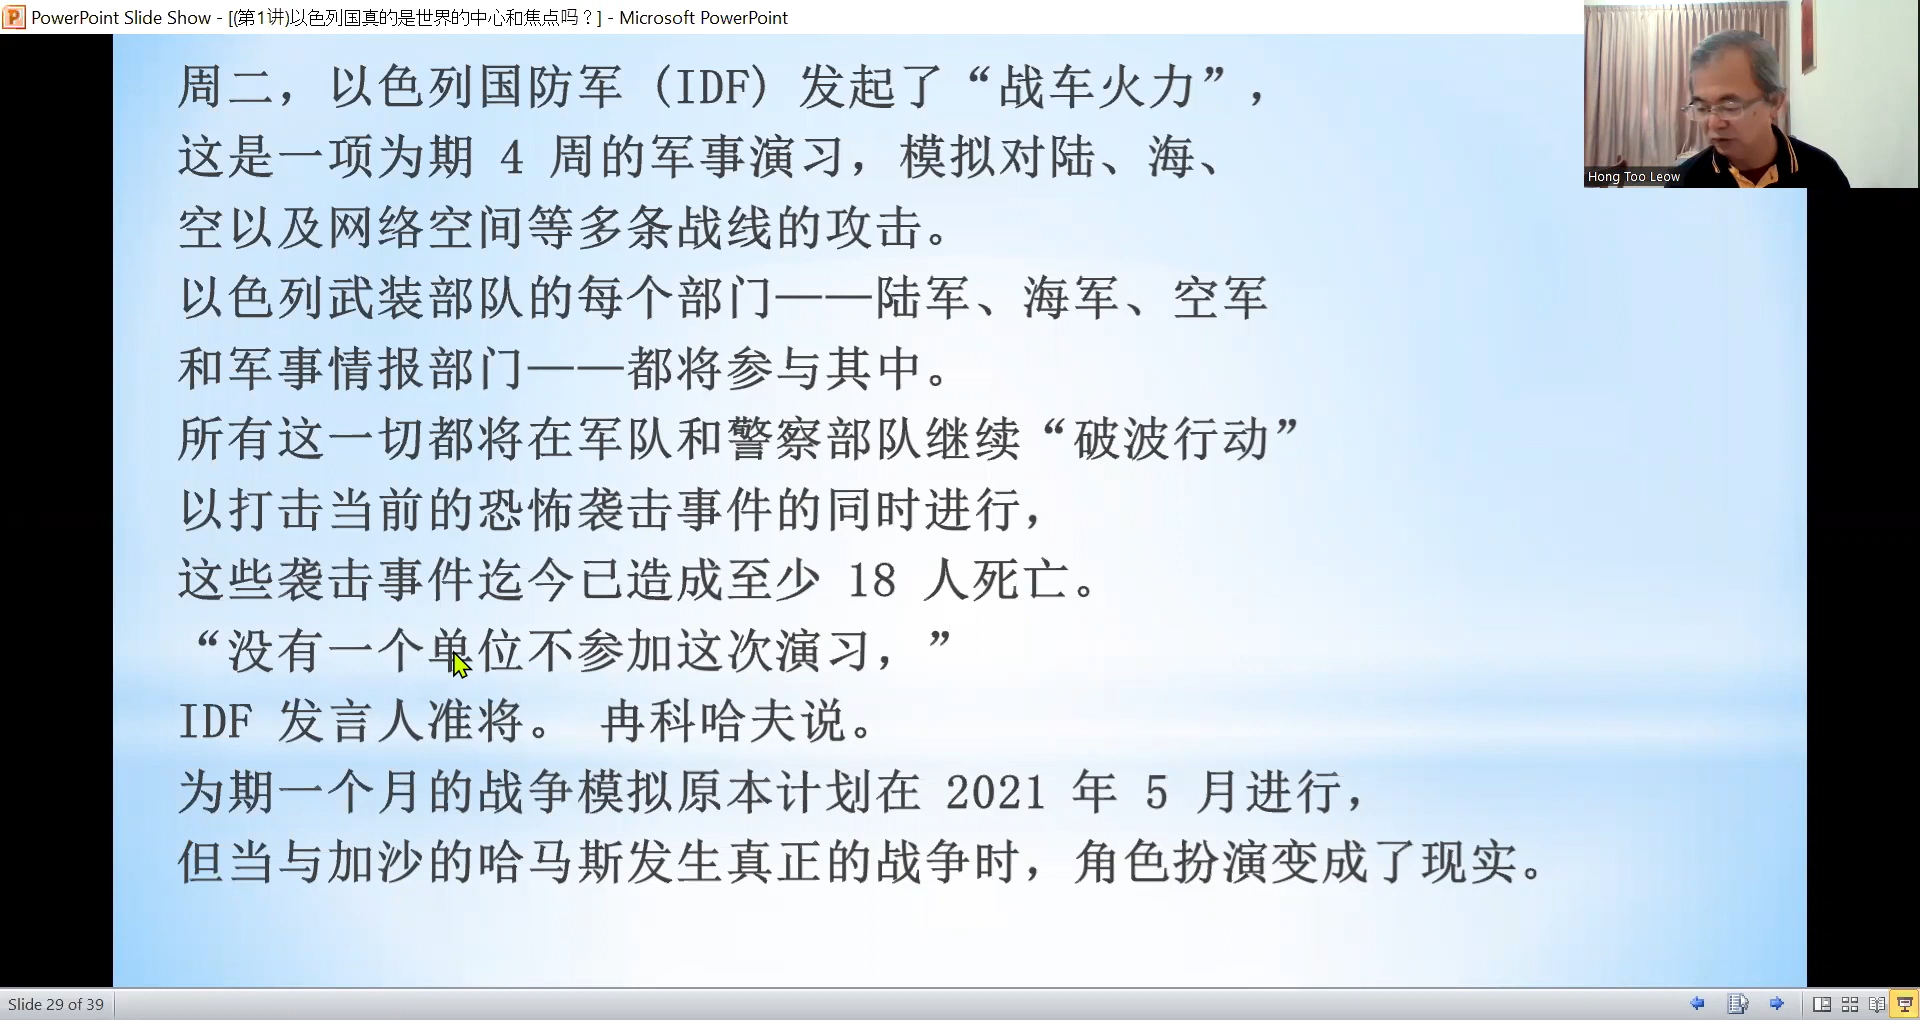 PowerPoint Slide Show - [(第1讲)以色列国真的是世界的中心和焦点吗？] - Microsoft PowerPoint
周二，以色列国防军 (IDF) 发起了“战车火力”，
这是一项为期 4 周的军事演习，模拟对陆、海、
空以及网络空间等多条战线的攻击。
以色列武装部队的每个部门——陆军、海军、空军
和军事情报部门——都将参与其中。
所有这一切都将在军队和警察部队继续“破波行动”
以打击当前的恐怖袭击事件的同时进行，
这些袭击事件迄今已造成至少 18 人死亡。
“没有一个单位不参加这次演习，”
IDF 发言人准将。 冉科哈夫说。
为期一个月的战争模拟原本计划在 2021 年 5 月进行，
但当与加沙的哈马斯发生真正的战争时，角色扮演变成了现实。
Hong Too Leow
Slide 29 of 39